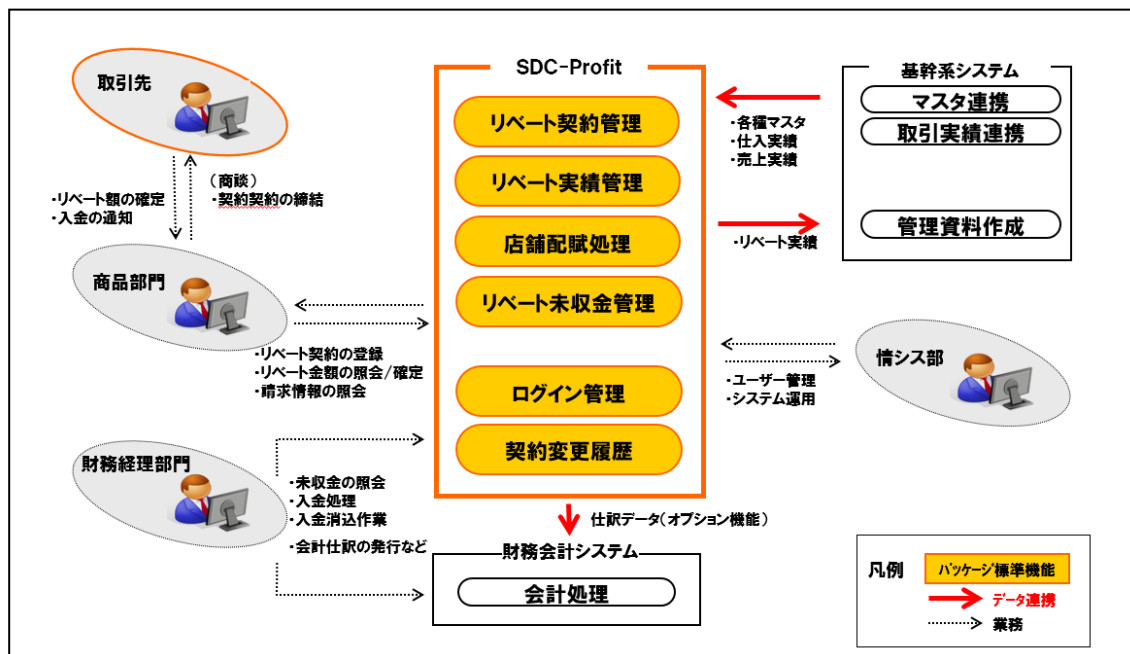 取引先
・リベート額の確定
・入金の通知
（商談）
・契約契約の締結
商品部門
・リベート契約の登録
・リベート金額の照会/確定
・請求情報の照会
財務経理部門
・未収金の照会
・入金処理
・入金消込作業
・会計仕訳の発行など
SDC-Profit
リベート契約管理
リベート実績管理
店舗配賦処理
リベート未収金管理
ログイン管理
契約変更履歴
仕訳データ（オプション機能）
財務会計システム
会計処理
基幹系システム
マスタ連携
取引実績連携
管理資料作成
・各種マスタ
・仕入実績
・売上実績
・リベート実績
情シス部
・ユーザー管理
・システム運用
凡例
パッケージ標準機能
データ連携
業務